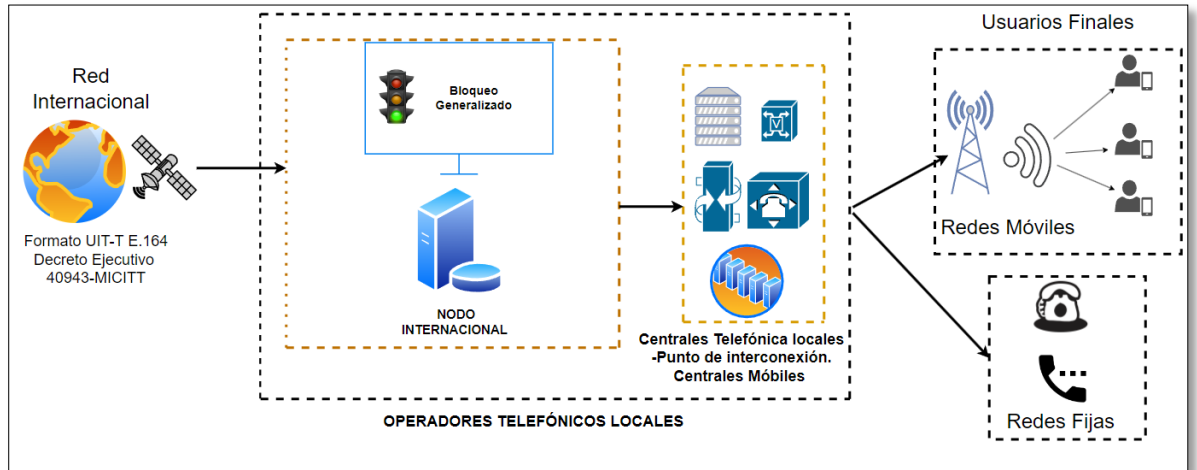 Red
Internacional
Formato UIT-T E.164
Decreto Ejecutivo
40943-MICITT
Bloqueo
Generalizado
NODO
INTERNACIONAL
Centrales Telefónica locales
-Punto de interconexión.
Centrales Móbiles
OPERADORES TELEFÓNICOS LOCALES
Usuarios Finales
Redes Móviles
Redes Fijas